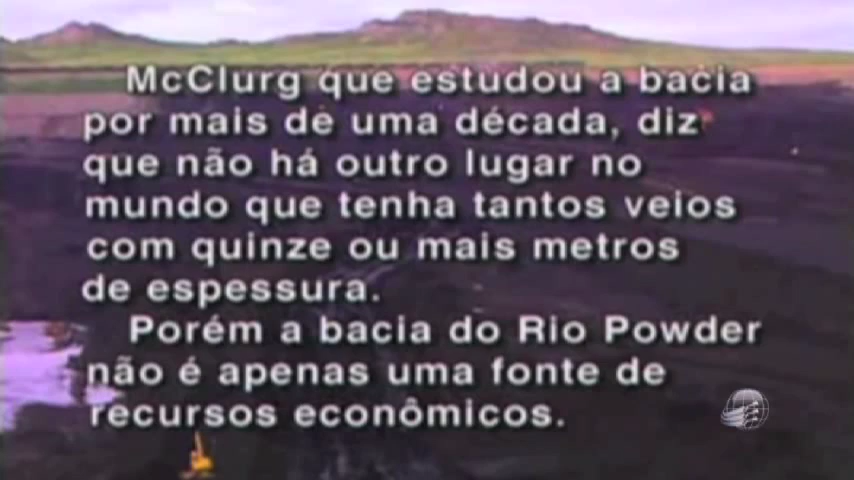 McClurg que estudou a bacia
por mais de uma década, diz
que não há outro lugar no
mundo que tenha tantos veios
com quinze ou mais metros
de espessura.
Porém a bacia do Rio Powder
não é apenas uma fonte de
recursos econômicos.